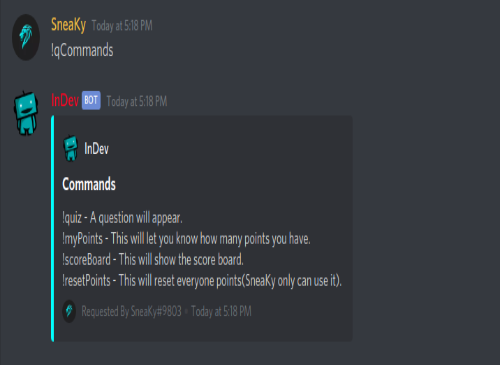 SneaKy Today at 5:18 PM
!qCommands
InDev BOT Today at 5:18 PM
InDev
Commands
!quiz - A question will appear.
!myPoints - This will let you know how many points you have.
!scoreBoard - This will show the score board.
!resetPoints - This will reset everyone points(SneaKy only can use it).
Requested By SneaKy#9803 • Today at 5:18 PM